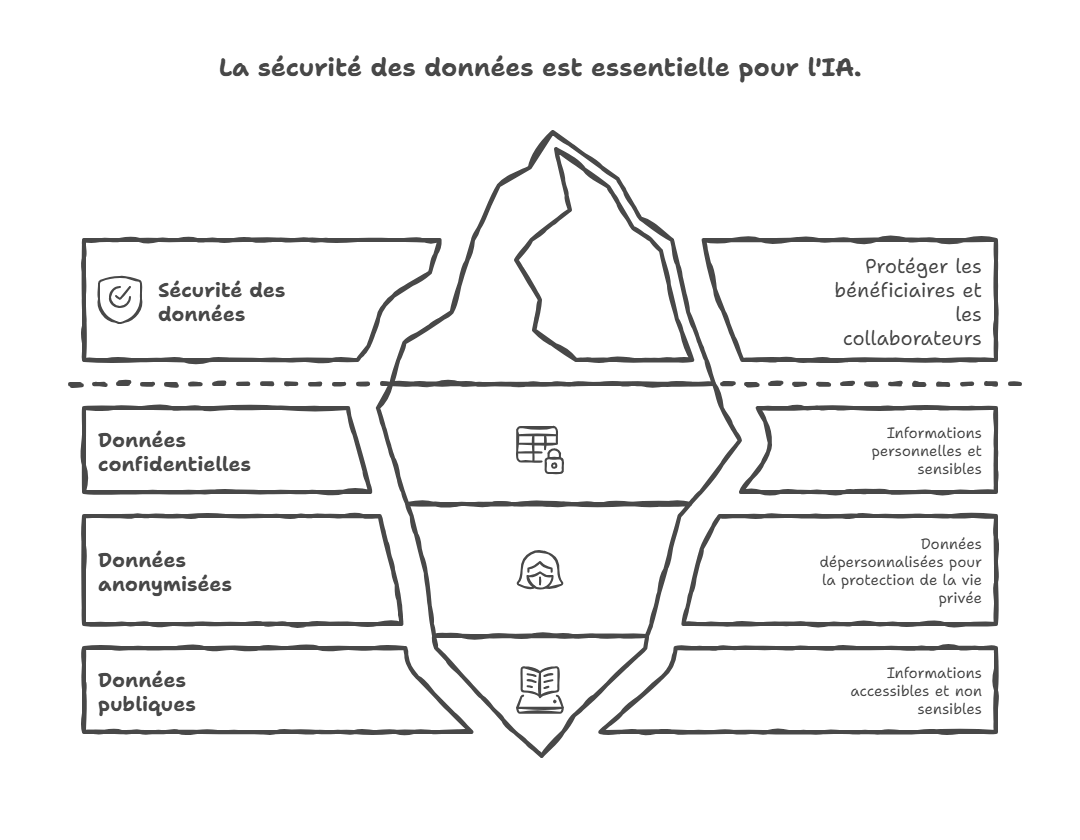 La sécurité des données est essentielle pour l'IA.
Sécurité des
données
Protéger les
bénéficiaires et
les
collaborateurs
Données
confidentielles
Informations
personnelles et
sensibles
Données
anonymisées
Données
dépersonnalisées pour
la protection de la vie
privée
Données
publiques
Informations
accessibles et non
sensibles